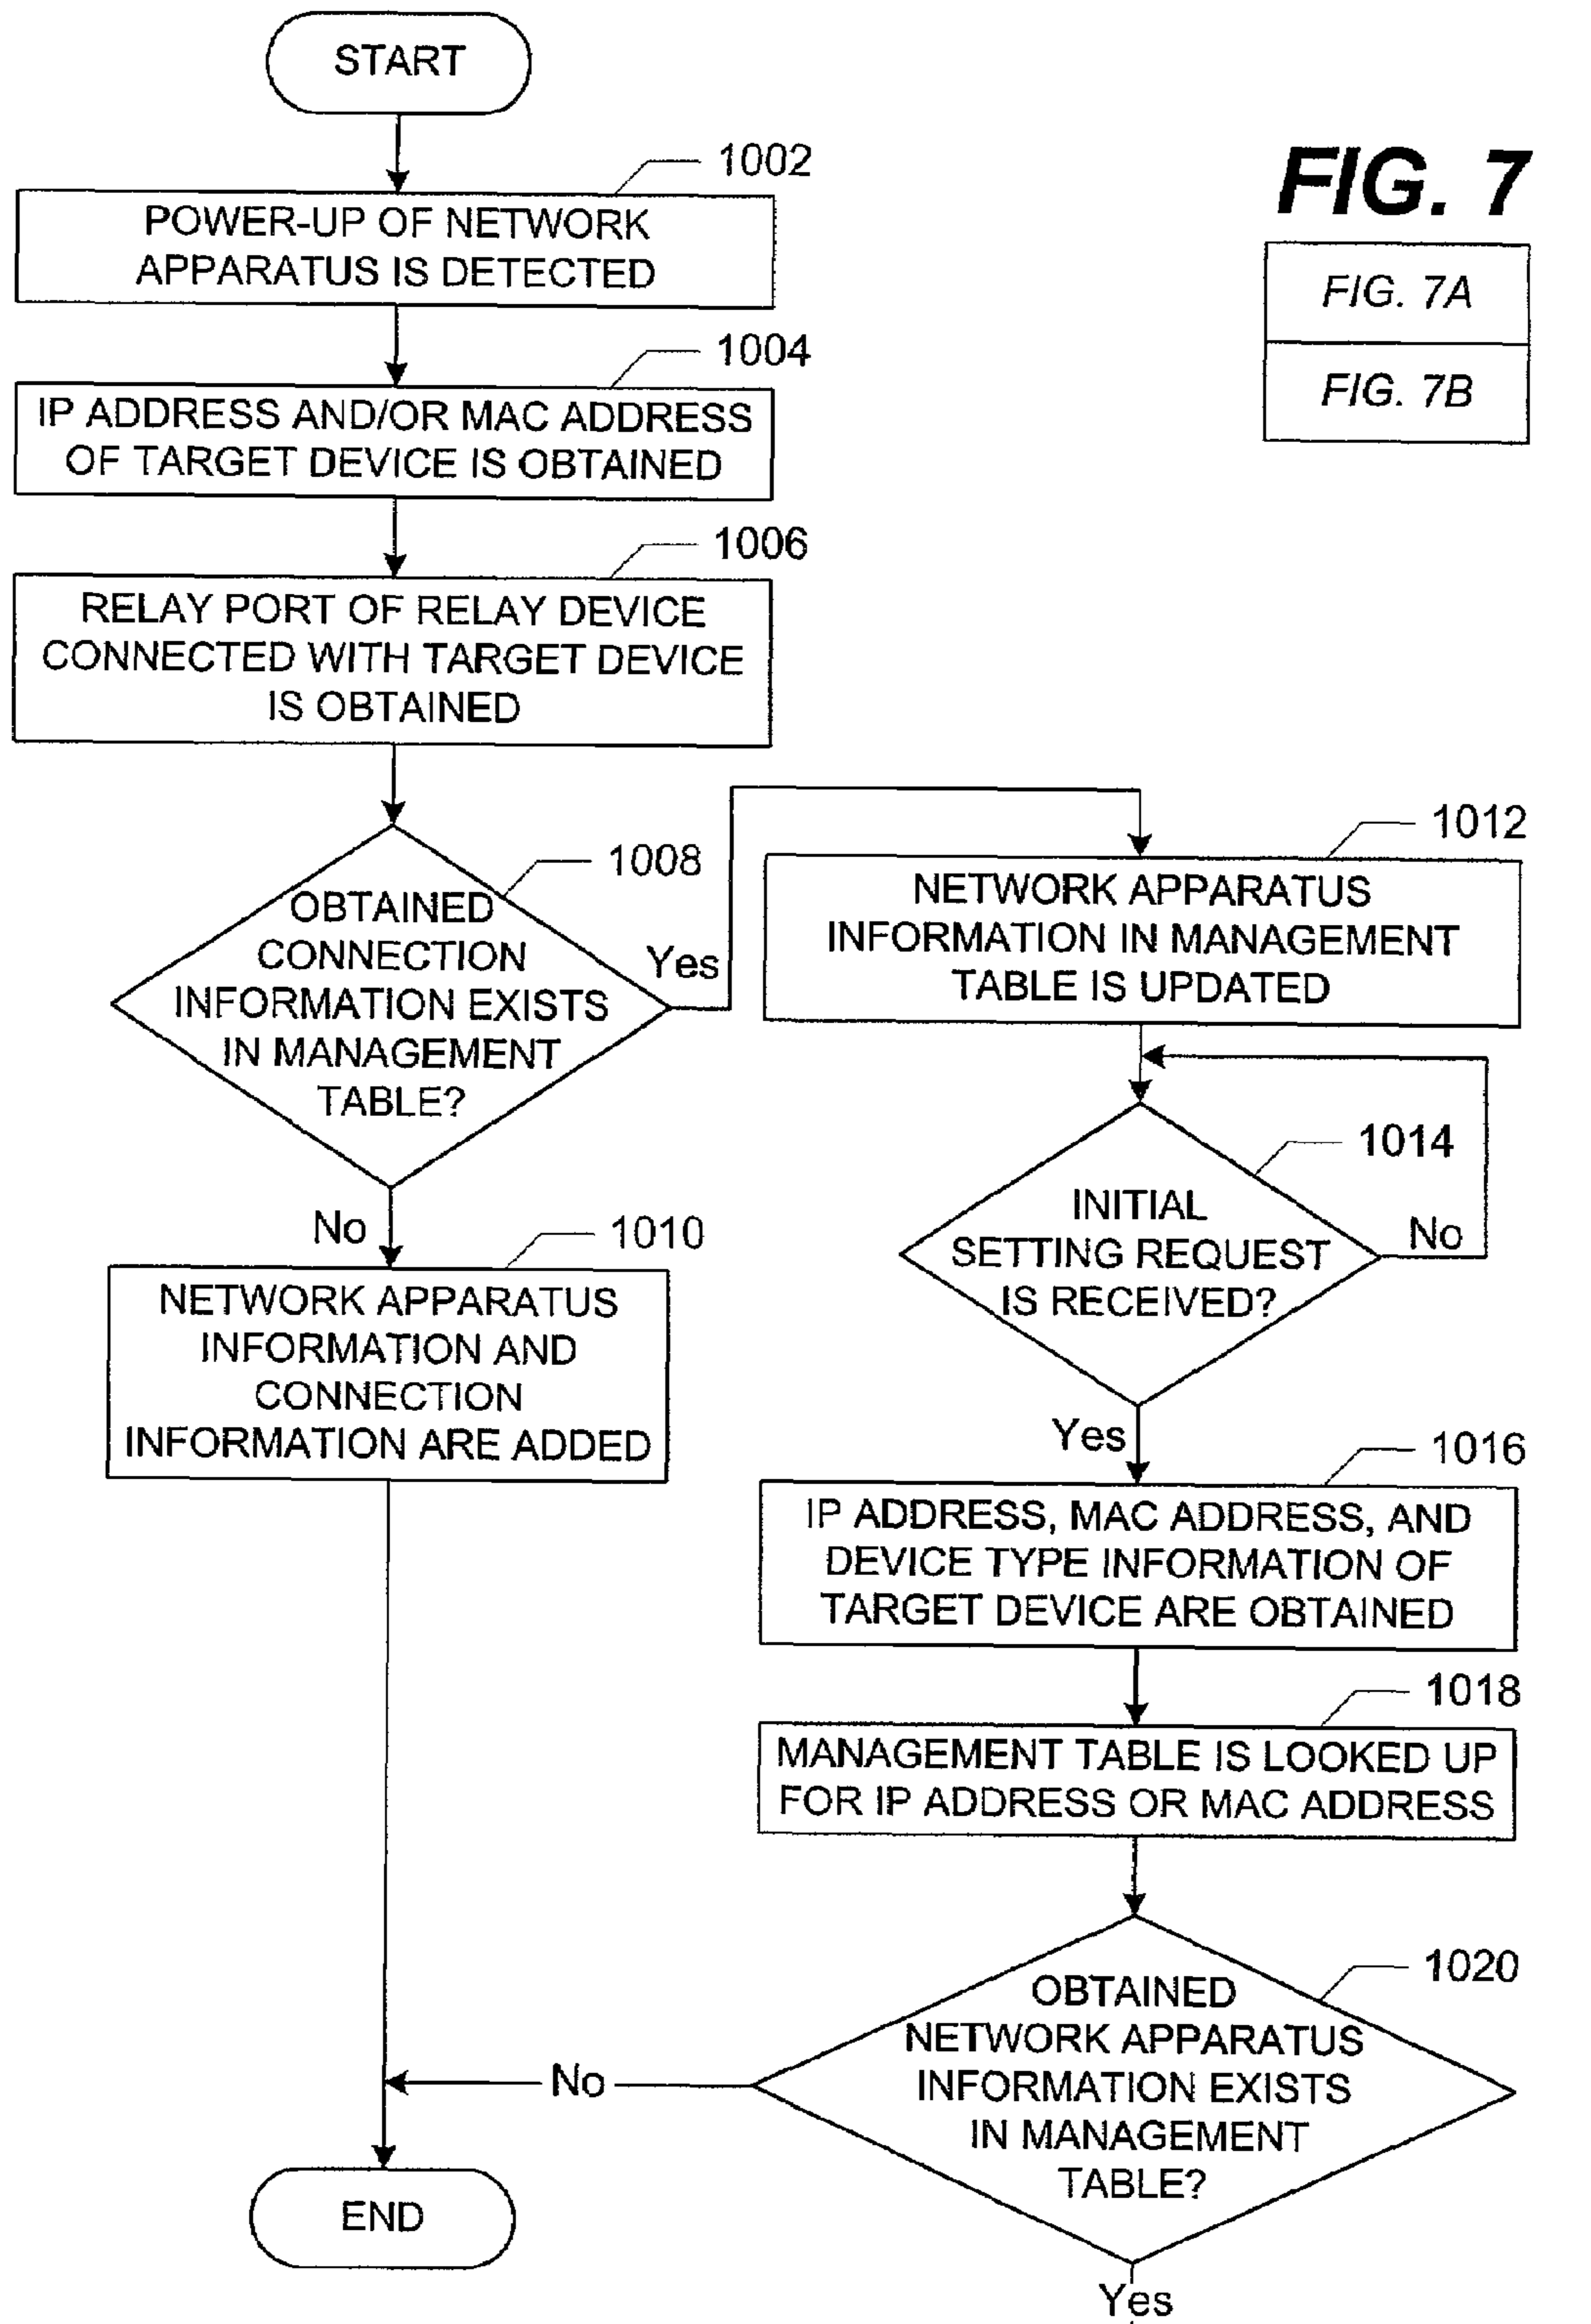 START
1002
POWER-UP OF NETWORK
APPARATUS IS DETECTED
1004
IP ADDRESS AND/OR MAC ADDRESS
OF TARGET DEVICE IS OBTAINED
1006
RELAY PORT OF RELAY DEVICE
CONNECTED WITH TARGET DEVICE
IS OBTAINED
1008
OBTAINED
CONNECTION
INFORMATION EXISTS
IN MANAGEMENT
TABLE?
Yes
No
1010
NETWORK APPARATUS
INFORMATION AND
CONNECTION
INFORMATION ARE ADDED
END
FIG. 7
FIG. 7A
FIG. 7B
1012
NETWORK APPARATUS
INFORMATION IN MANAGEMENT
TABLE IS UPDATED
1014
INITIAL
SETTING REQUEST
IS RECEIVED?
No
Yes
1016
IP ADDRESS, MAC ADDRESS, AND
DEVICE TYPE INFORMATION OF
TARGET DEVICE ARE OBTAINED
1018
MANAGEMENT TABLE IS LOOKED UP
FOR IP ADDRESS OR MAC ADDRESS
1020
OBTAINED
NETWORK APPARATUS
INFORMATION EXISTS
IN MANAGEMENT
TABLE?
No
Yes